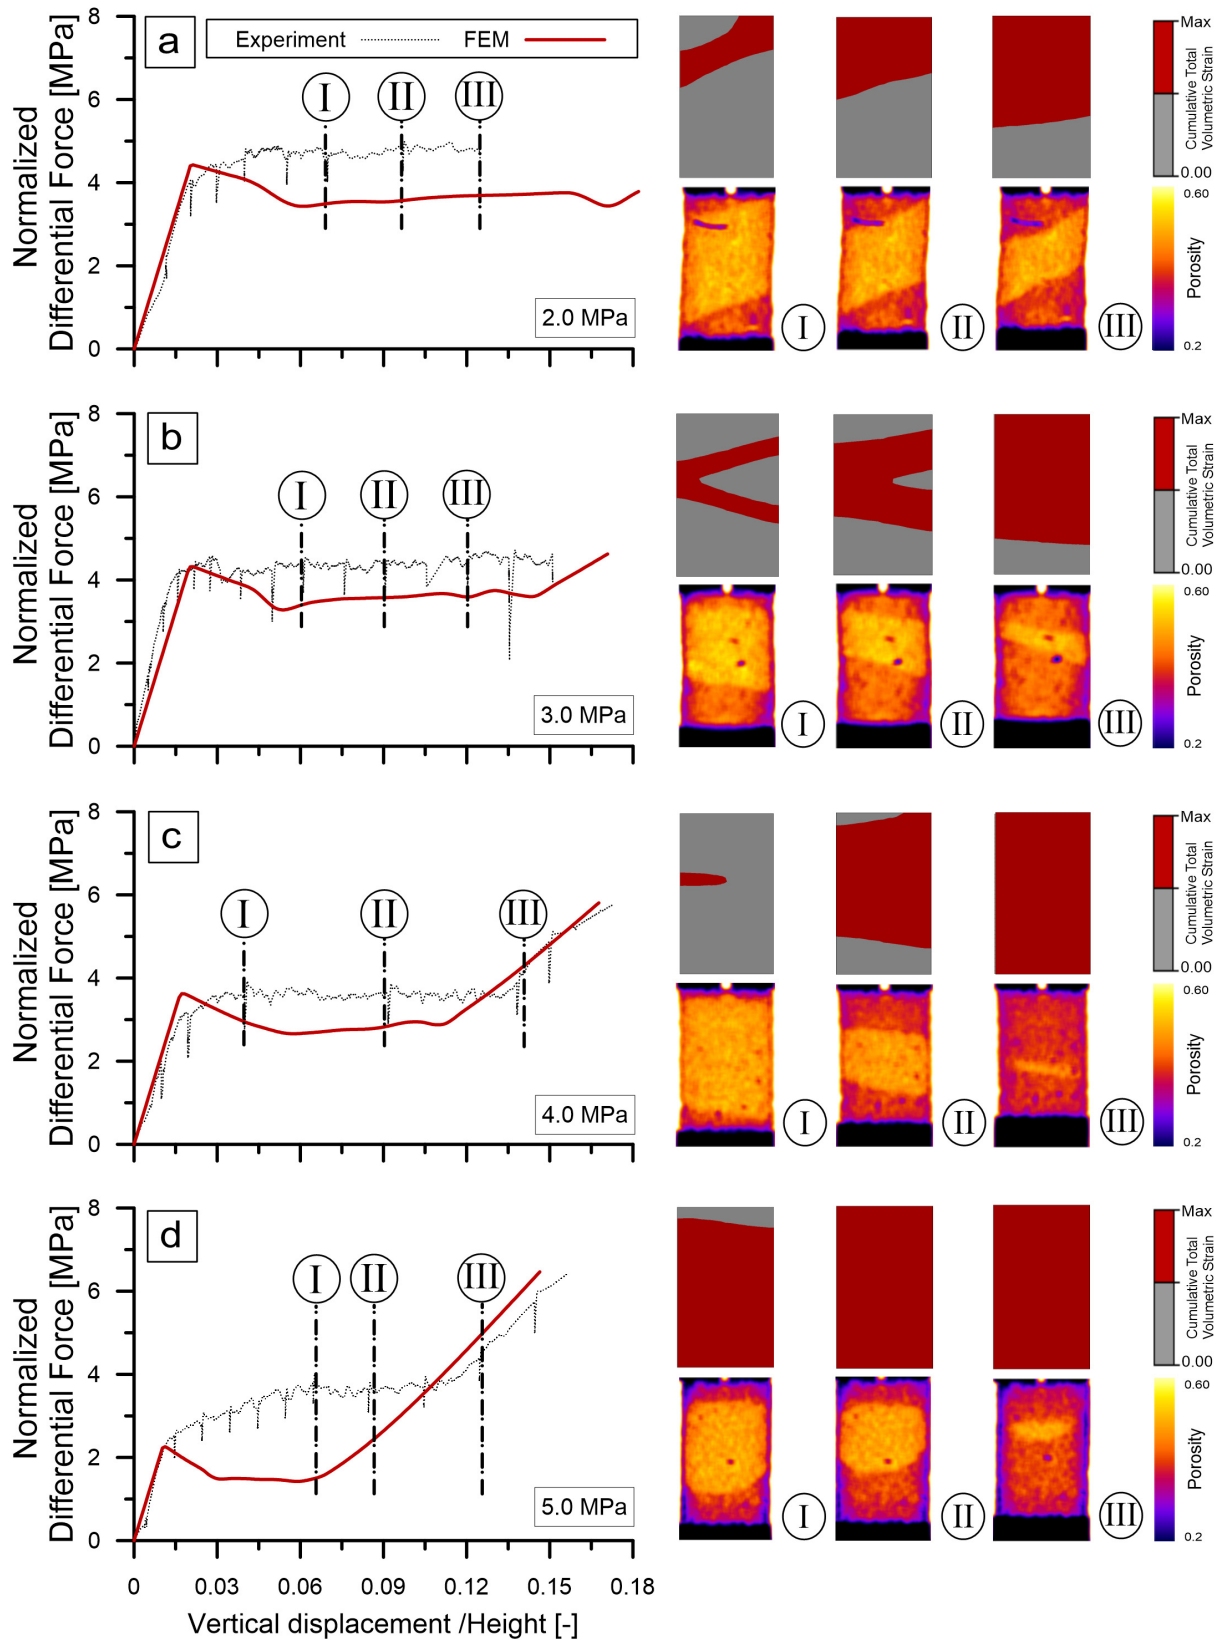 a
Experiment
FEM
8
6
4
2
0
Normalized
Differential Force [MPa]
I
II
III
2.0 MPa
Max
0.00
Cumulative Total
Volumetric Strain
0.60
0.2
Porosity
I
II
III
b
8
6
4
2
0
Normalized
Differential Force [MPa]
I
II
III
3.0 MPa
Max
0.00
Cumulative Total
Volumetric Strain
0.60
0.2
Porosity
I
II
III
c
8
6
4
2
0
Normalized
Differential Force [MPa]
I
II
III
4.0 MPa
Max
0.00
Cumulative Total
Volumetric Strain
0.60
0.2
Porosity
I
II
III
d
8
6
4
2
0
Normalized
Differential Force [MPa]
I
II
III
5.0 MPa
Max
0.00
Cumulative Total
Volumetric Strain
0.60
0.2
Porosity
I
II
III
0 0.03 0.06 0.09 0.12 0.15 0.18
Vertical displacement /Height [-]